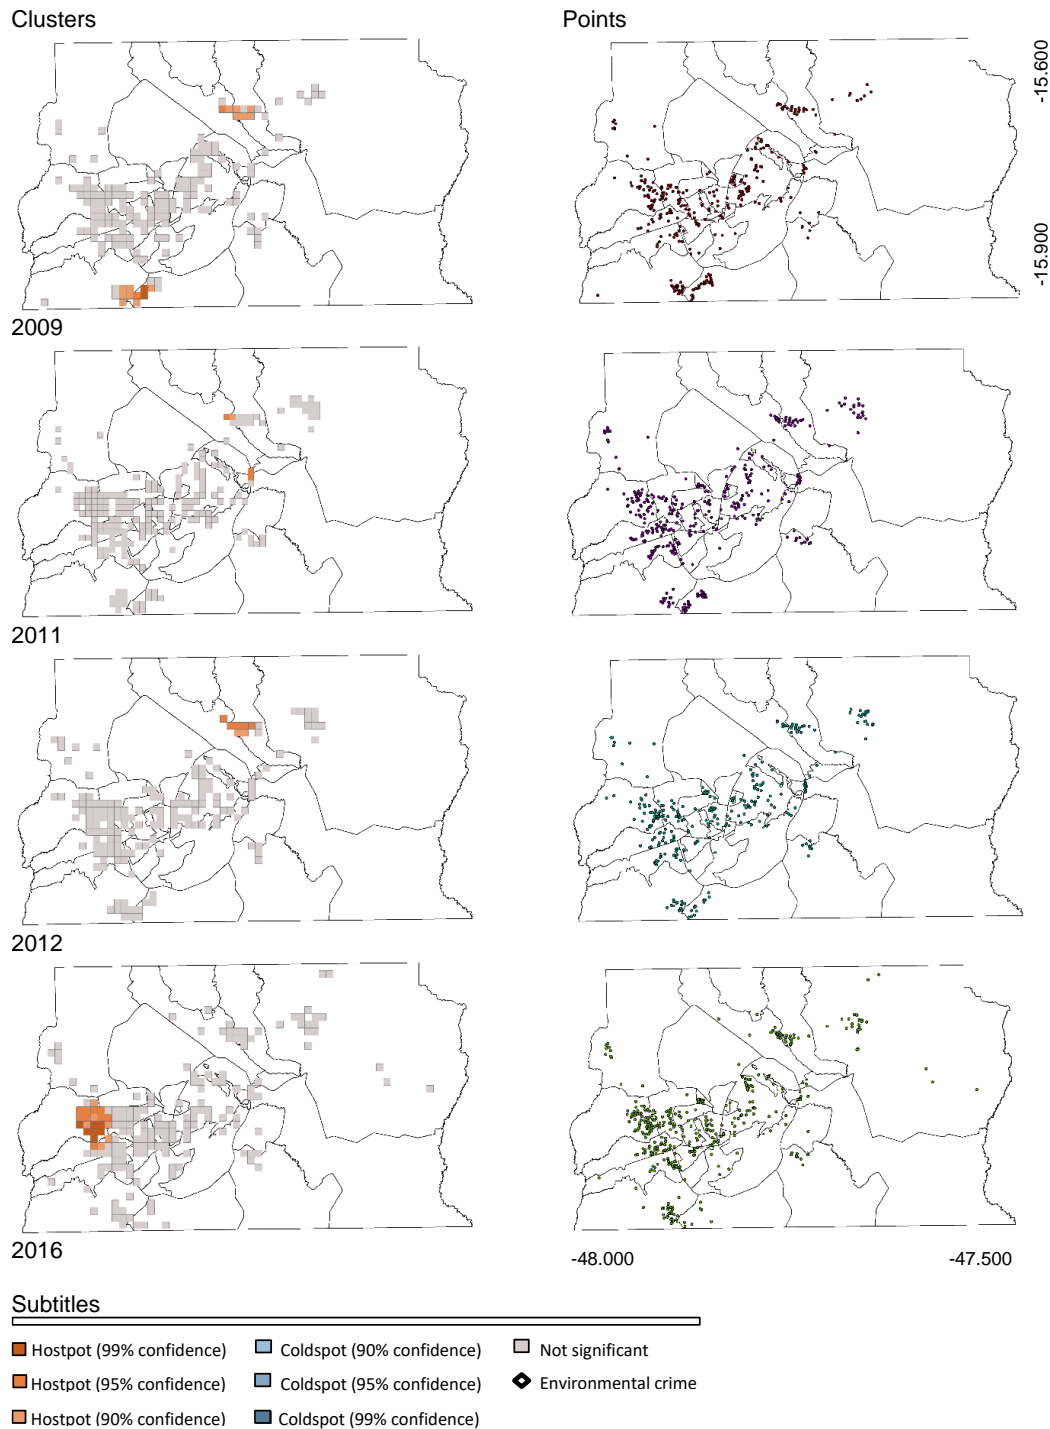 Clusters
Points
-15.600
-15.900
2009
2011
2012
2016
-48.000
-47.500
Subtitles
Hostpot (99% confidence)
Coldspot (90% confidence)
Not significant
Hostpot (95% confidence)
Coldspot (95% confidence)
Environmental crime
Hostpot (90% confidence)
Coldspot (99% confidence)